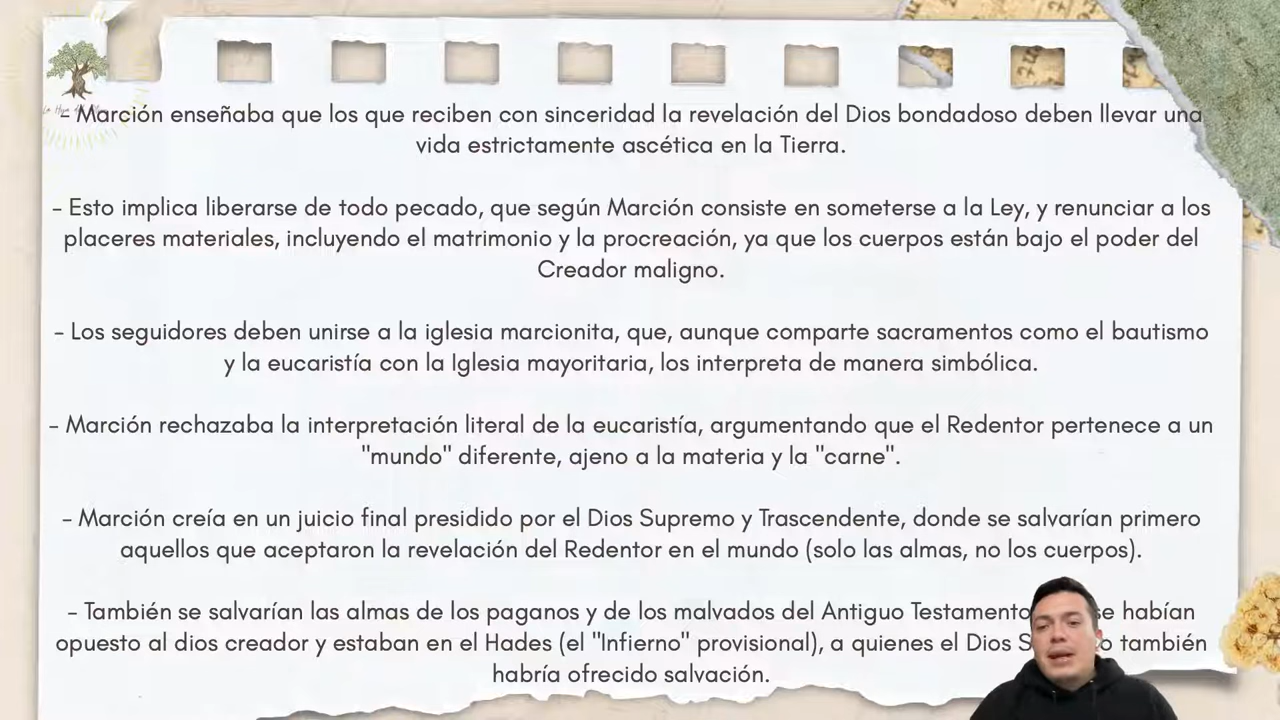 - Marción enseñaba que los que reciben con sinceridad la revelación del Dios bondadoso deben llevar una
vida estrictamente ascética en la Tierra.
- Esto implica liberarse de todo pecado, que según Marción consiste en someterse a la Ley, y renunciar a los
placeres materiales, incluyendo el matrimonio y la procreación, ya que los cuerpos están bajo el poder del
Creador maligno.
- Los seguidores deben unirse a la iglesia marcionita, que, aunque comparte sacramentos como el bautismo
y la eucaristía con la Iglesia mayoritaria, los interpreta de manera simbólica.
- Marción rechazaba la interpretación literal de la eucaristía, argumentando que el Redentor pertenece a un
"mundo" diferente, ajeno a la materia y la "carne".
- Marción creía en un juicio final presidido por el Dios Supremo y Trascendente, donde se salvarían primero
aquellos que aceptaron la revelación del Redentor en el mundo (solo las almas, no los cuerpos).
- También se salvarían las almas de los paganos y de los malvados del Antiguo Testamento se habían
opuesto al dios creador y estaban en el Hades (el "Infierno" provisional), a quienes el Dios también
habría ofrecido salvación.